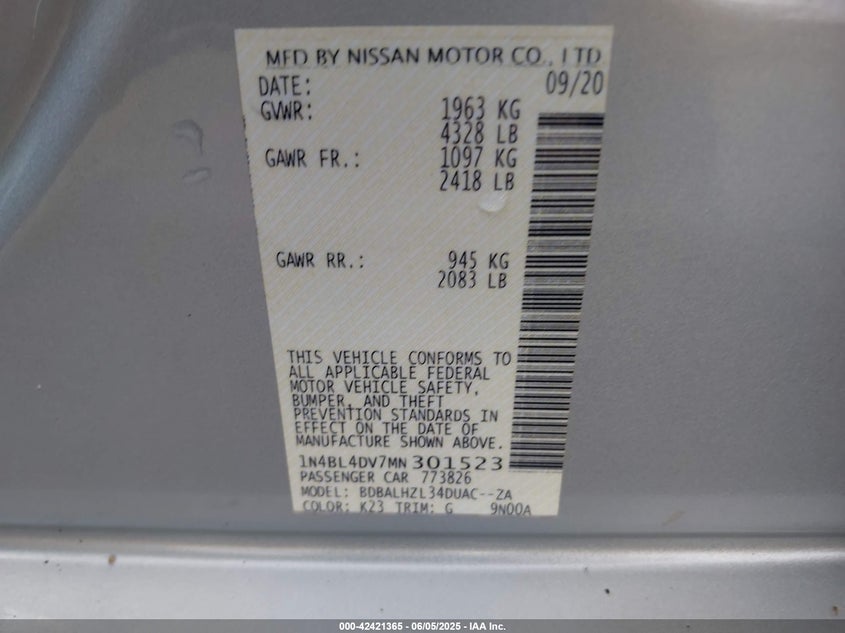 MFD BY NISSAN MOTOR CO., LTD
DATE: 09/20
GVWR: 1963 KG
4328 LB
GAWR FR.: 1097 KG
2418 LB
GAWR RR.: 945 KG
2083 LB
THIS VEHICLE CONFORMS TO
ALL APPLICABLE FEDERAL
MOTOR VEHICLE SAFETY,
BUMPER, AND THEFT
PREVENTION STANDARDS IN
EFFECT ON THE DATE OF
MANUFACTURE SHOWN ABOVE.
1N4BL4DV7MN301523
PASSENGER CAR 773826
MODEL: BDBALHZL34DUAC--ZA
COLOR: K23 TRIM: G 9N00A
000-42421365 - 06/05/2025 - IAA Inc.